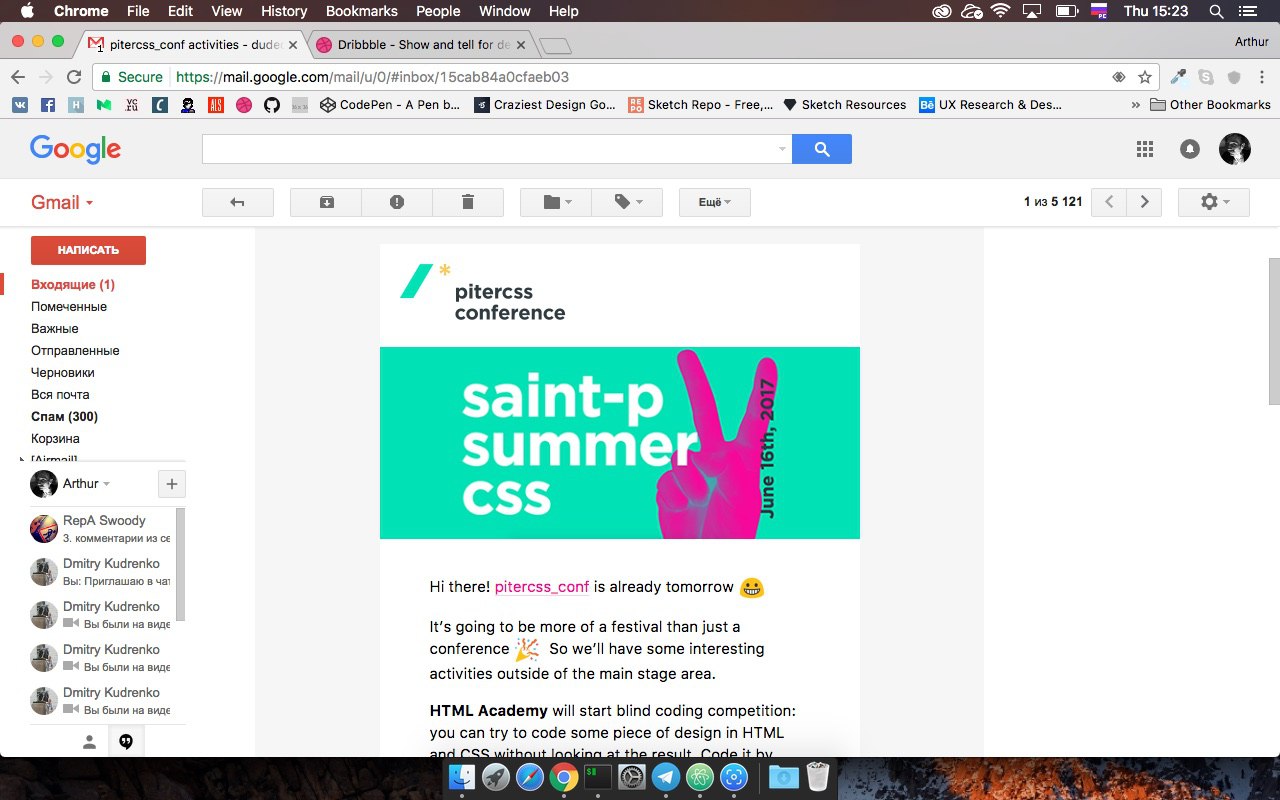 Chrome File Edit View History Bookmarks People Window Help
РС Thu 15:23
pitercss_conf activities - dude
Dribbble - Show and tell for de
Arthur
Secure https://mail.google.com/mail/u/0/#inbox/15cab84a0cfaeb03
CodePen - A Pen b... Craziest Design Go... Sketch Repo - Free,... Sketch Resources Bē UX Research & Des... » Other Bookmarks
Google
Gmail
Ещё
1 из 5 121
НАПИСАТЬ
Входящие (1)
Помеченные
Важные
Отправленные
Черновики
Вся почта
Спам (300)
Корзина
[Airmail]
Arthur
RepA Swoody
3. комментарии из се
Dmitry Kudrenko
Вы: Приглашаю в чат
Dmitry Kudrenko
Вы были на виде
Dmitry Kudrenko
Вы были на виде
Dmitry Kudrenko
Вы были на виде
pitercss
conference
saint-p
summer
css
June 16th, 2017
Hi there! pitercss_conf is already tomorrow 😀
It’s going to be more of a festival than just a
conference 🎉 So we’ll have some interesting
activities outside of the main stage area.
HTML Academy will start blind coding competition:
you can try to code some piece of design in HTML
and CSS without looking at the result. Code it by